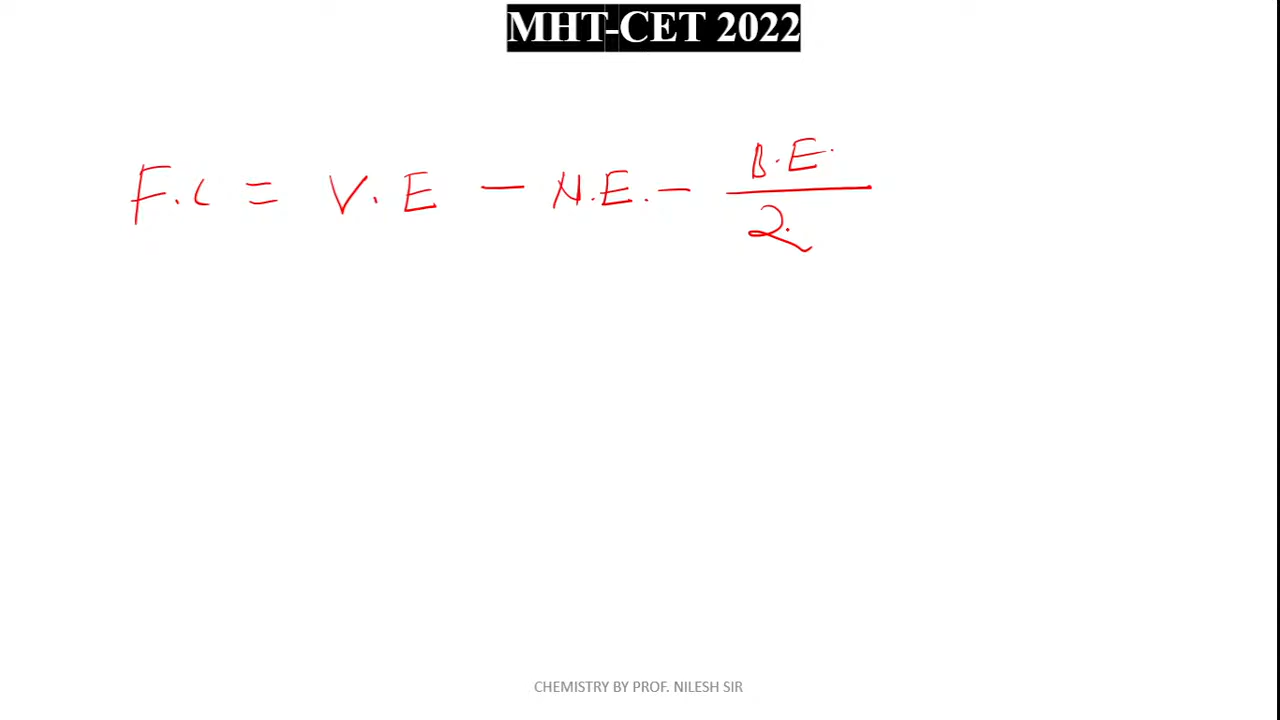 MHT-CET 2022
F.C = V.E - N.E. - B.E. / 2.
CHEMISTRY BY PROF. NILESH SIR